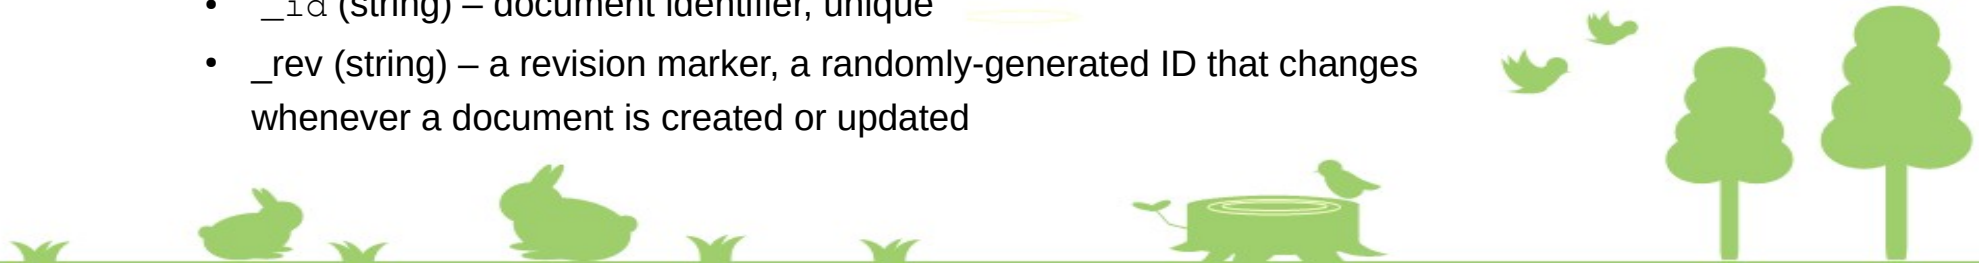 • _id (string) – document identifier, unique
• _rev (string) – a revision marker, a randomly-generated ID that changes
whenever a document is created or updated